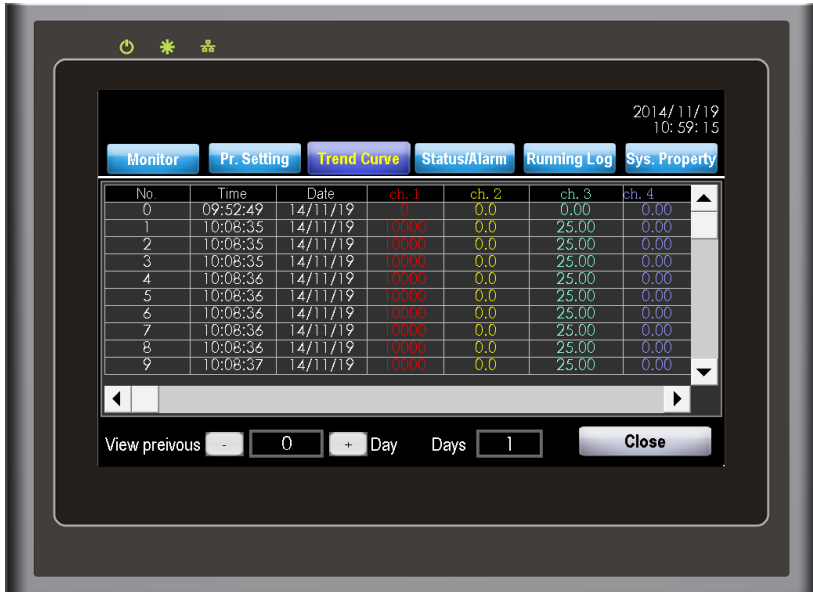 2014/11/19
10:59:15
Monitor Pr. Setting Trend Curve Status/Alarm Running Log Sys. Property
No. Time Date ch. 1 ch. 2 ch. 3 ch. 4
0 09:52:49 14/11/19 0 0.0 0.00 0.00
1 10:08:35 14/11/19 10000 0.0 25.00 0.00
2 10:08:35 14/11/19 10000 0.0 25.00 0.00
3 10:08:35 14/11/19 10000 0.0 25.00 0.00
4 10:08:36 14/11/19 10000 0.0 25.00 0.00
5 10:08:36 14/11/19 10000 0.0 25.00 0.00
6 10:08:36 14/11/19 10000 0.0 25.00 0.00
7 10:08:36 14/11/19 10000 0.0 25.00 0.00
8 10:08:36 14/11/19 10000 0.0 25.00 0.00
9 10:08:37 14/11/19 10000 0.0 25.00 0.00
View preivous - 0 + Day Days 1 Close